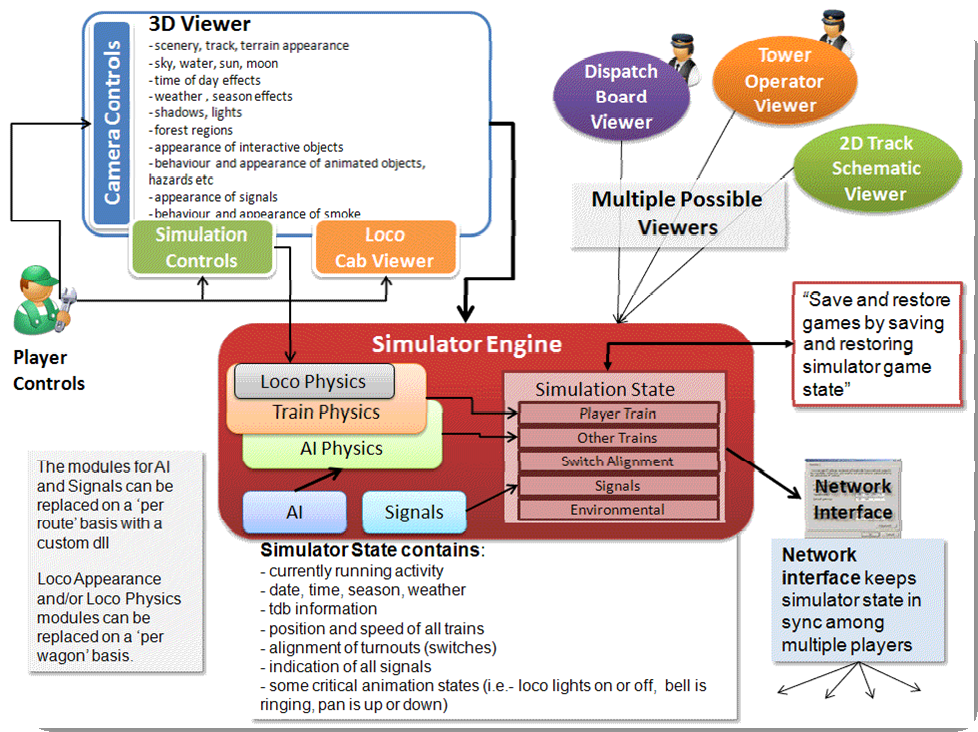 3D Viewer
Camera Controls
- scenery, track, terrain appearance
- sky, water, sun, moon
- time of day effects
- weather , season effects
- shadows, lights
- forest regions
- appearance of interactive objects
- behaviour and appearance of animated objects,
hazards etc
- appearance of signals
- behaviour and appearance of smoke
Simulation
Controls
Loco
Cab Viewer
Player
Controls
Dispatch
Board
Viewer
Tower
Operator
Viewer
2D Track
Schematic
Viewer
Multiple Possible
Viewers
Simulator Engine
Loco Physics
Train Physics
AI Physics
AI
Signals
Simulation State
Player Train
Other Trains
Switch Alignment
Signals
Environmental
“Save and restore
games by saving
and restoring
simulator game
state”
The modules for AI
and Signals can be
replaced on a ‘per
route’ basis with a
custom dll
Loco Appearance
and/or Loco Physics
modules can be
replaced on a ‘per
wagon’ basis.
Simulator State contains:
- currently running activity
- date, time, season, weather
- tdb information
- position and speed of all trains
- alignment of turnouts (switches)
- indication of all signals
- some critical animation states (i.e.- loco lights on or off, bell is
ringing, pan is up or down)
Network
Interface
Network
interface keeps
simulator state in
sync among
multiple players